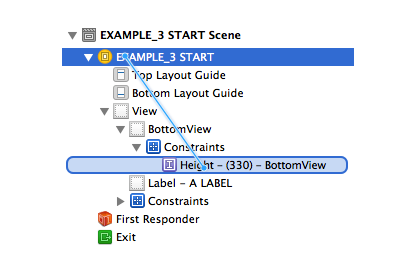 EXAMPLE_3 START Scene
EXAMPLE_3 START
Top Layout Guide
Bottom Layout Guide
View
BottomView
Constraints
Height - (330) - BottomView
Label - A LABEL
Constraints
First Responder
Exit